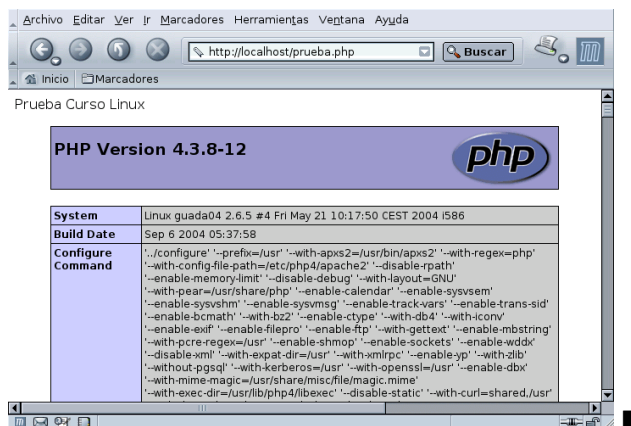 Archivo Editar Ver Ir Marcadores Herramientas Ventana Ayuda
http://localhost/prueba.php Buscar
Inicio Marcadores
Prueba Curso Linux
PHP Version 4.3.8-12
php
System Linux guada04 2.6.5 #4 Fri May 21 10:17:50 CEST 2004 i586
Build Date Sep 6 2004 05:37:58
Configure Command '../configure' '--prefix=/usr' '--with-apxs2=/usr/bin/apxs2' '--with-regex=php'
'--with-config-file-path=/etc/php4/apache2' '--disable-rpath'
'--enable-memory-limit' '--disable-debug' '--with-layout=GNU'
'--with-pear=/usr/share/php' '--enable-calendar' '--enable-sysvsem'
'--enable-sysvshm' '--enable-sysvmsg' '--enable-track-vars' '--enable-trans-sid'
'--enable-bcmath' '--with-bz2' '--enable-ctype' '--with-db4' '--with-iconv'
'--enable-exif' '--enable-filepro' '--enable-ftp' '--with-gettext' '--enable-mbstring'
'--with-pcre-regex=/usr' '--enable-shmop' '--enable-sockets' '--enable-wddx'
'--disable-xml' '--with-expat-dir=/usr' '--with-xmlrpc' '--enable-yp' '--with-zlib'
'--without-pgsql' '--with-kerberos=/usr' '--with-openssl=/usr' '--enable-dbx'
'--with-mime-magic=/usr/share/misc/file/magic.mime'
'--with-exec-dir=/usr/lib/php4/libexec' '--disable-static' '--with-curl=shared,/usr'